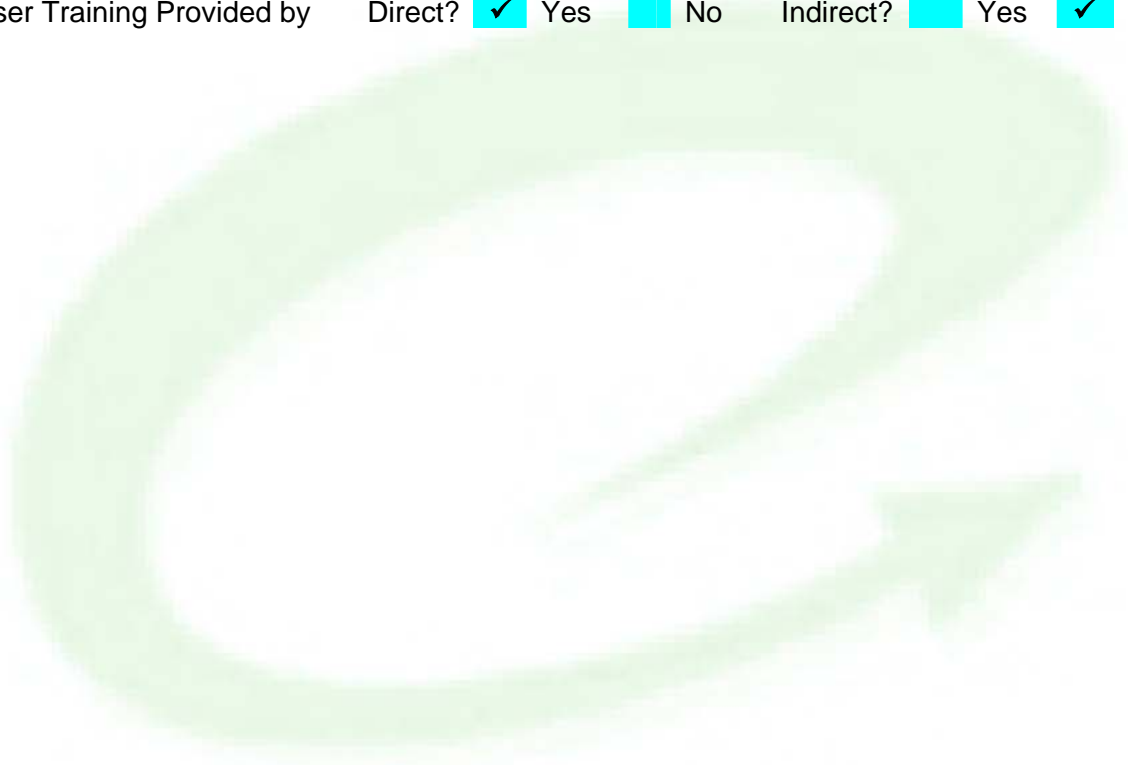 ser Training Provided by Direct? ✓ Yes No Indirect? Yes ✓